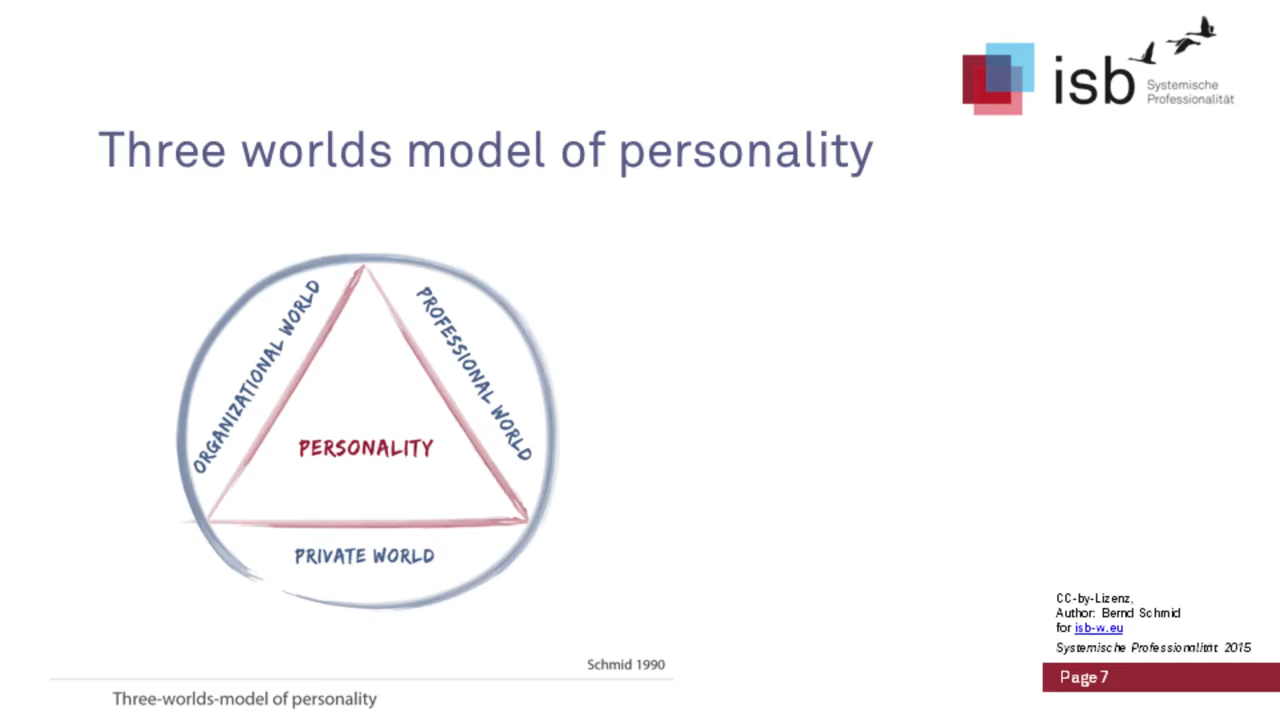 isb
Systemische
Professionalität
Three worlds model of personality
ORGANIZATIONAL WORLD
PROFESSIONAL WORLD
PERSONALITY
PRIVATE WORLD
CC-by-Lizenz,
Author: Bernd Schmid
for isb-w.eu
Systemische Professionalität 2015
Schmid 1990
Page 7
Three-worlds-model of personality